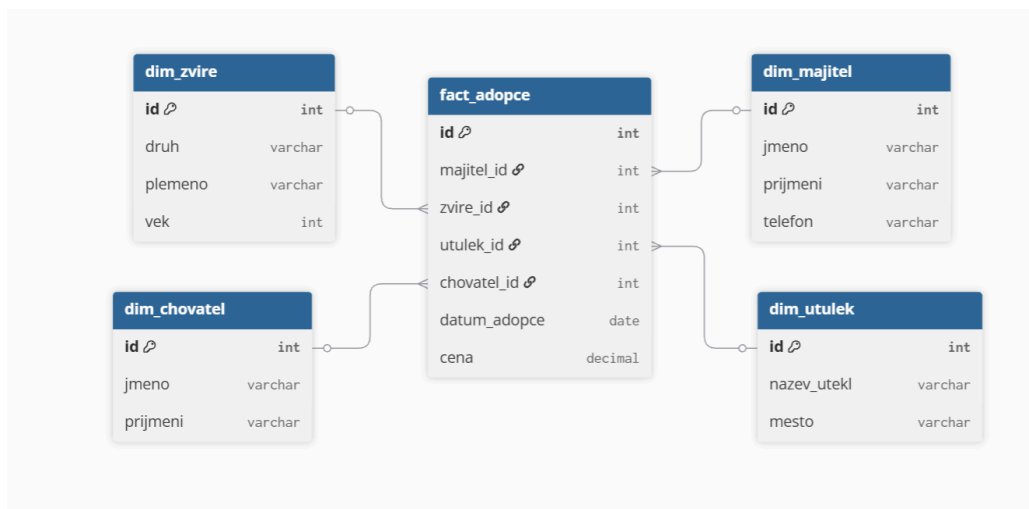 dim_zvire
id int
druh varchar
plemeno varchar
vek int
fact_adopce
id int
majitel_id int
zvire_id int
utulek_id int
chovatel_id int
datum_adopce date
cena decimal
dim_majitel
id int
jmeno varchar
prijmeni varchar
telefon varchar
dim_chovatel
id int
jmeno varchar
prijmeni varchar
dim_utulek
id int
nazev_utekl varchar
mesto varchar